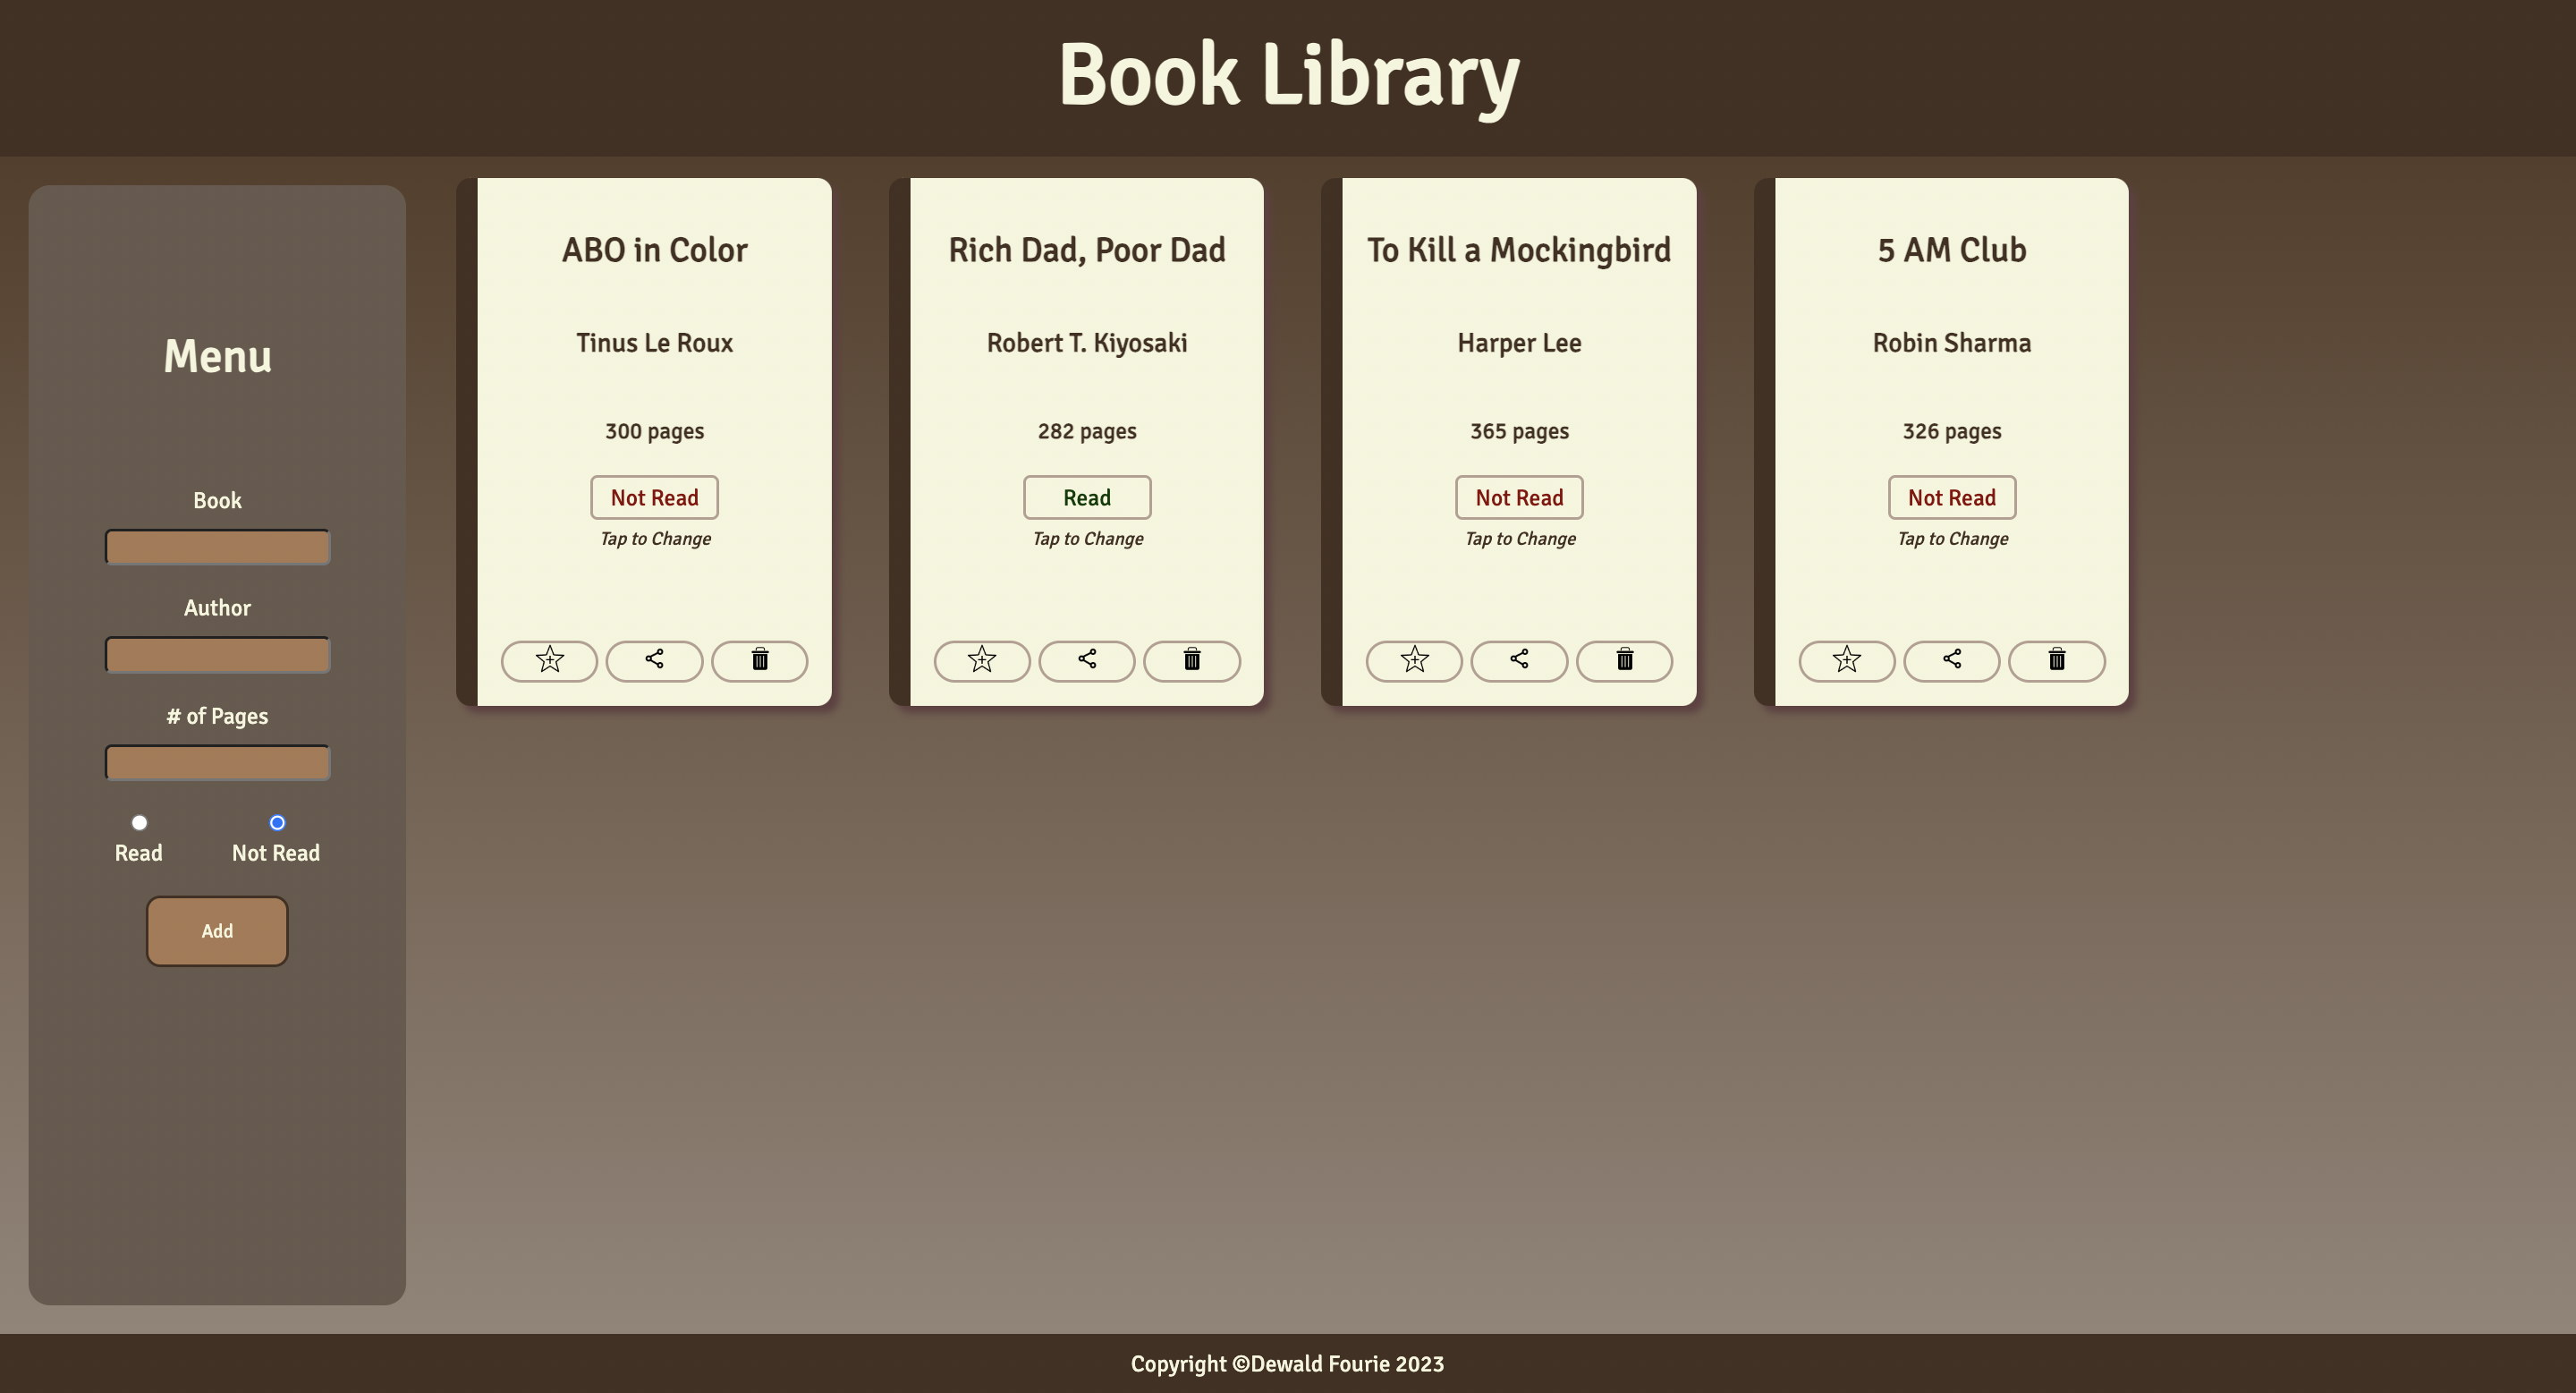 Book Library
Menu
Book
Author
# of Pages
Read
Not Read
Add
ABO in Color
Tinus Le Roux
300 pages
Not Read
Tap to Change
Rich Dad, Poor Dad
Robert T. Kiyosaki
282 pages
Read
Tap to Change
To Kill a Mockingbird
Harper Lee
365 pages
Not Read
Tap to Change
5 AM Club
Robin Sharma
326 pages
Not Read
Tap to Change
Copyright ©Dewald Fourie 2023